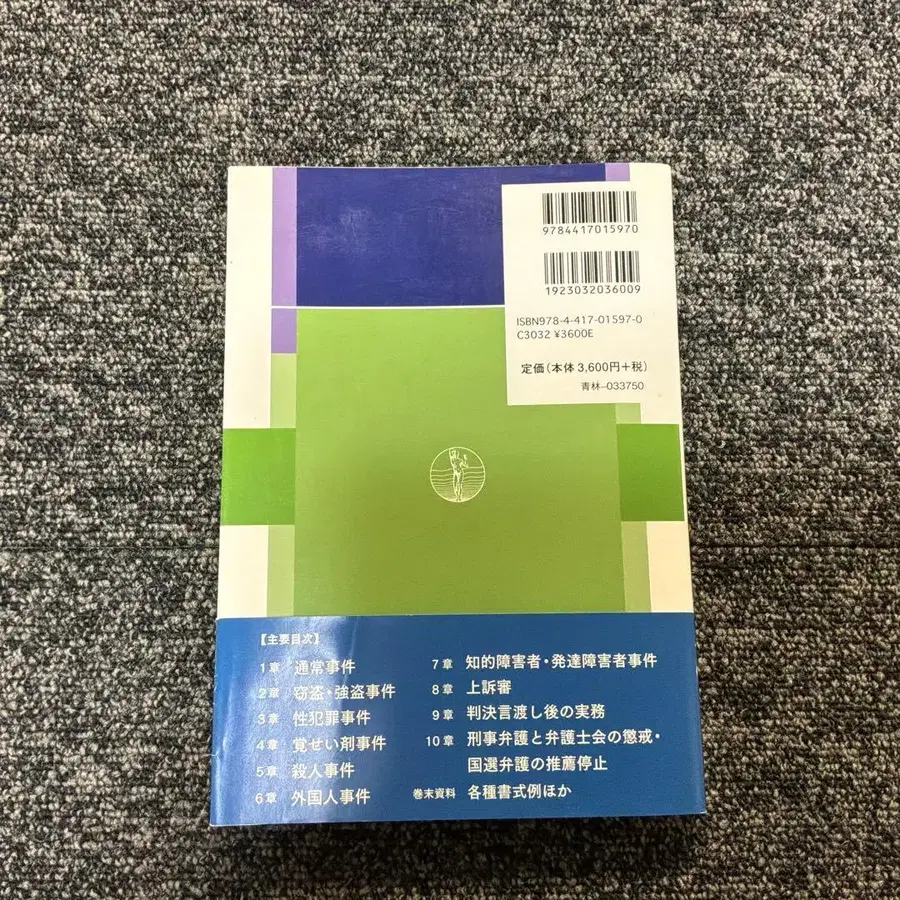 9784417015970
1923032036009
ISBN978-4-417-01597-0
C3032 ¥3600E
定価(本体3,600円+税)
青林-033750
【主要目次】
1章 通常事件
2章 窃盗・強盗事件
3章 性犯罪事件
4章 覚せい剤事件
5章 殺人事件
6章 外国人事件
7章 知的障害者・発達障害者事件
8章 上訴審
9章 判決言渡し後の実務
10章 刑事弁護と弁護士会の懲戒・
国選弁護の推薦停止
巻末資料 各種書式例ほか